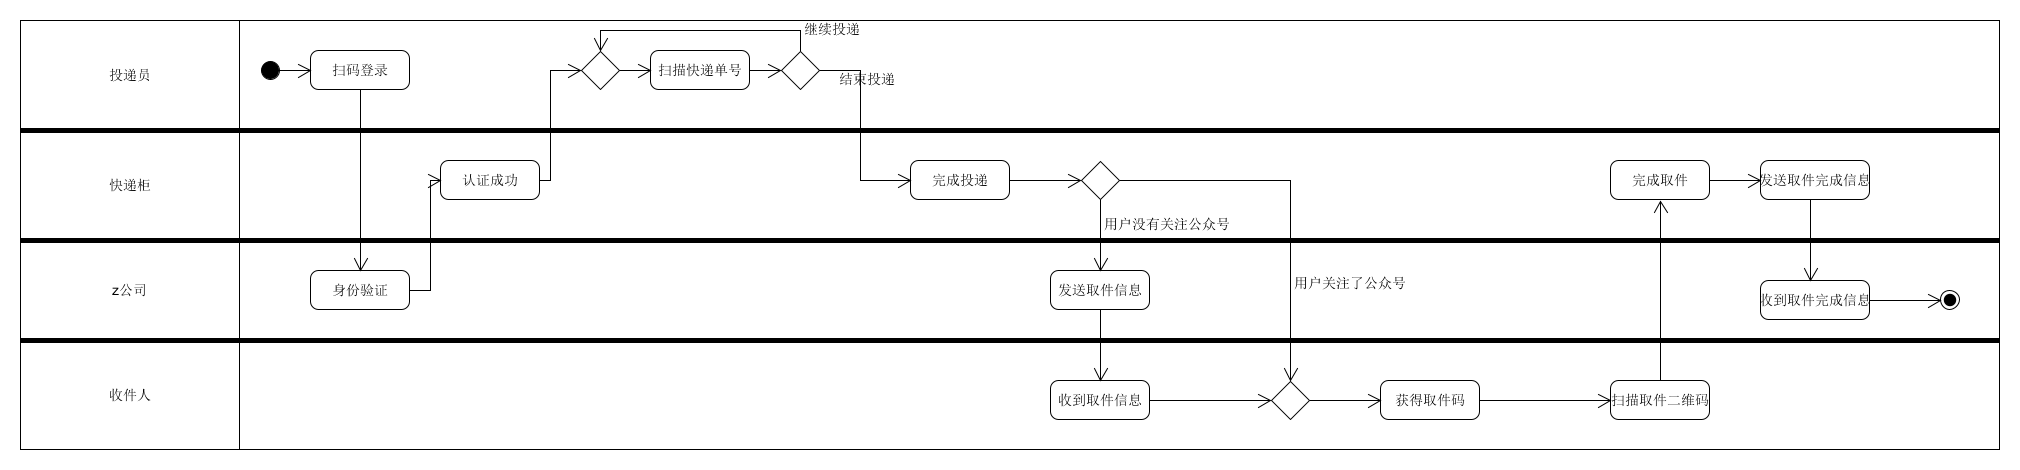 继续投递
投递员
扫码登录
扫描快递单号
结束投递
快递柜
认证成功
完成投递
完成取件
发送取件完成信息
用户没有关注公众号
z公司
身份验证
发送取件信息
用户关注了公众号
收到取件完成信息
收件人
收到取件信息
获得取件码
扫描取件二维码